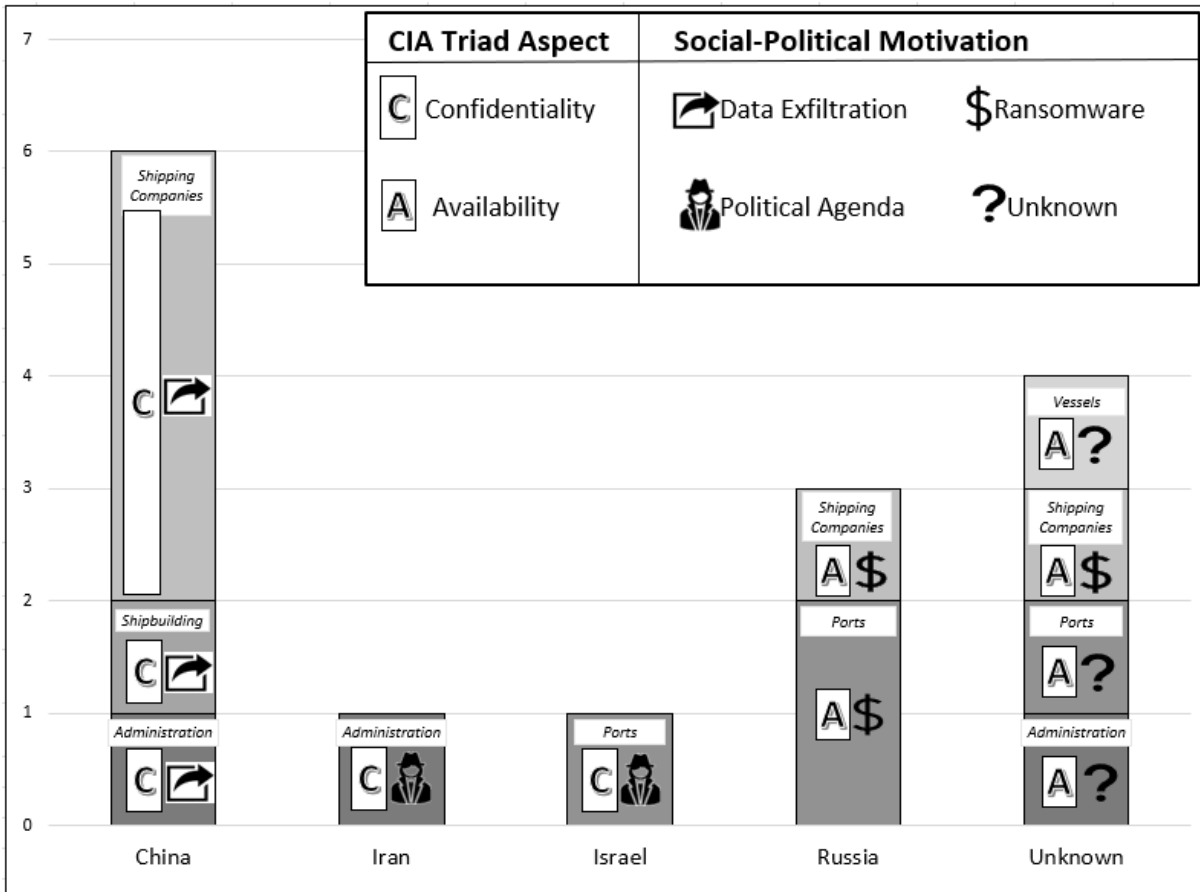 7
6
5
4
3
2
1
0
CIA Triad Aspect
Social-Political Motivation
C Confidentiality
Data Exfiltration
$ Ransomware
A Availability
Political Agenda
? Unknown
Shipping
Companies
C
Shipbuilding
C
Administration
C
Administration
C
Ports
C
Shipping
Companies
A $
Ports
A $
Vessels
A ?
Shipping
Companies
A $
Ports
A ?
Administration
A ?
China
Iran
Israel
Russia
Unknown